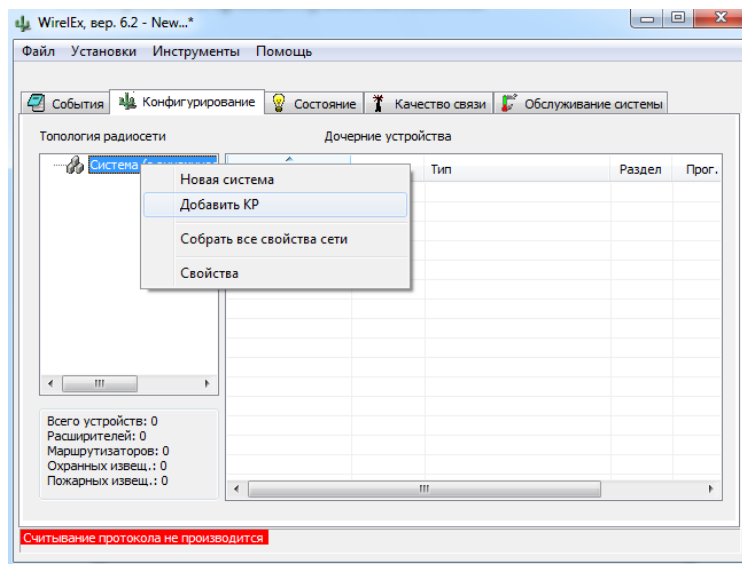 WirelEx, вер. 6.2 - New...*
Файл Установки Инструменты Помощь
События Конфигурирование Состояние Качество связи Обслуживание системы
Топология радиосети Дочерние устройства
Система Тип Раздел Прог.
Новая система
Добавить КР
Собрать все свойства сети
Свойства
Всего устройств: 0
Расширителей: 0
Маршрутизаторов: 0
Охранных извещ.: 0
Пожарных извещ.: 0
Считывание протокола не производится